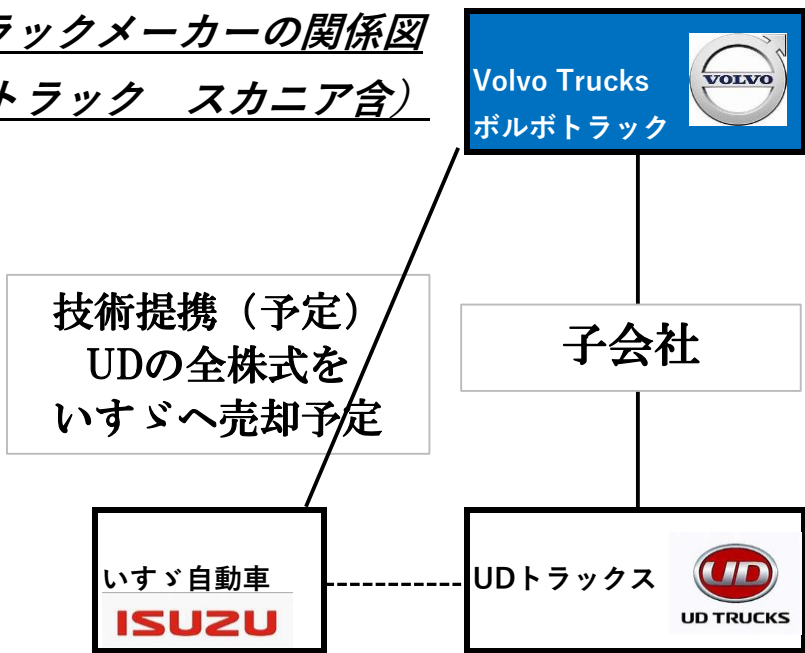 ラックメーカーの関係図
トラック　スカニア含）
Volvo Trucks
ボルボトラック
VOLVO
技術提携（予定）
UDの全株式を
いすゞへ売却予定
子会社
いすゞ自動車
ISUZU
UDトラックス
UD
UD TRUCKS